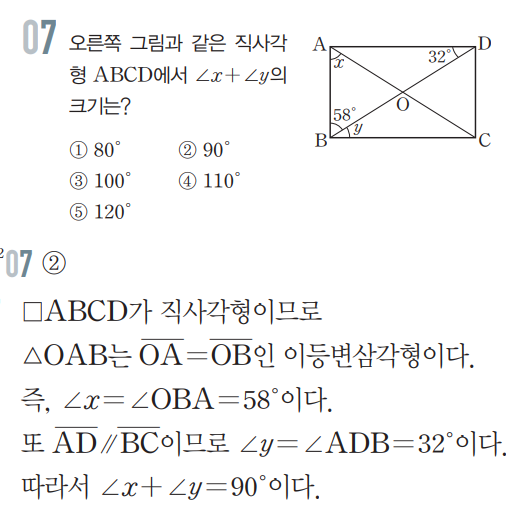 07 오른쪽 그림과 같은 직사각
형 ABCD에서 ∠x+∠y의
크기는?
① 80° ② 90°
③ 100° ④ 110°
⑤ 120°
A D
x 32°
O
58°
y
B C
2
07 ②
□ABCD가 직사각형이므로
△OAB는 OA=OB인 이등변삼각형이다.
즉, ∠x=∠OBA=58°이다.
또 AD∥BC이므로 ∠y=∠ADB=32°이다.
따라서 ∠x+∠y=90°이다.